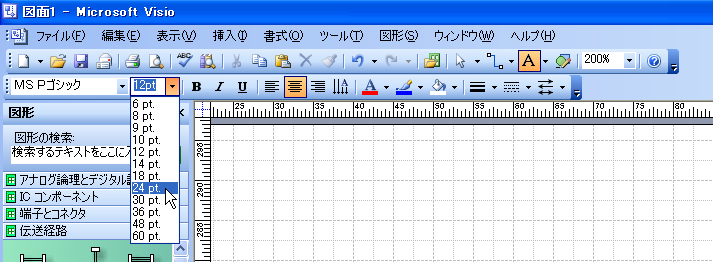 図面1 - Microsoft Visio
ファイル(F) 編集(E) 表示(V) 挿入(I) 書式(O) ツール(T) 図形(S) ウィンドウ(W) ヘルプ(H)
ABC A 200%
MS Pゴシック 12pt. B I U A
6 pt.
8 pt.
9 pt.
10 pt.
12 pt.
14 pt.
18 pt.
24 pt.
30 pt.
36 pt.
48 pt.
60 pt.
図形
図形の検索:
検索するテキストをここに入
アナログ論理とデジタル
IC コンポーネント
端子とコネクタ
伝送経路
25 30 35 40 45 50 55 60 65 70 75 80
295
290
285